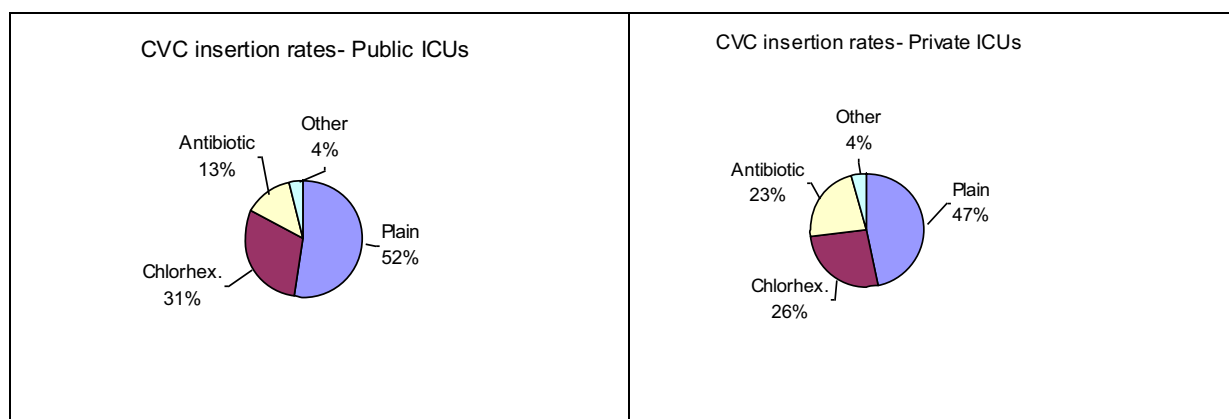 CVC insertion rates- Public ICUs
Other
4%
Antibiotic
13%
Plain
52%
Chlorhex.
31%
CVC insertion rates- Private ICUs
Other
4%
Antibiotic
23%
Plain
47%
Chlorhex.
26%